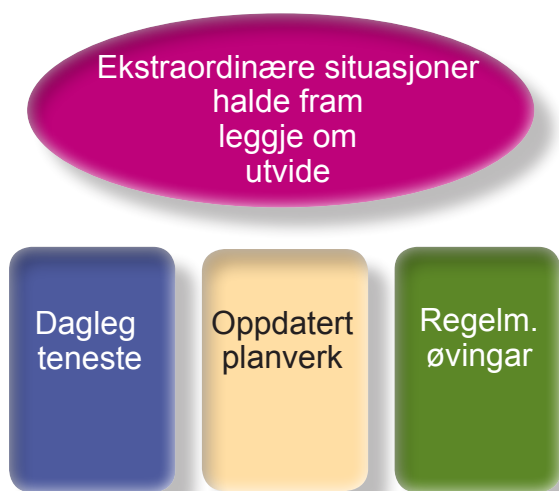 Ekstraordinære situasjoner
halde fram
leggje om
utvide
Dagleg
teneste
Oppdatert
planverk
Regelm.
øvingar